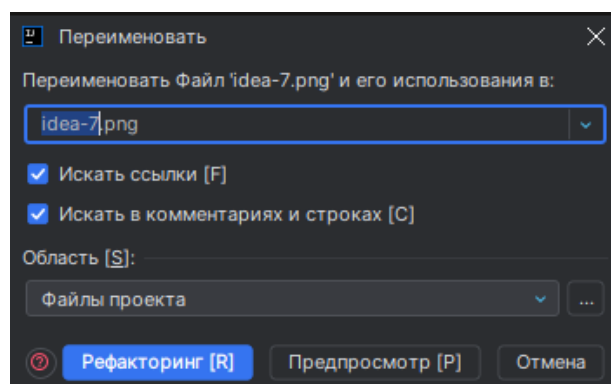 Переименовать
Переименовать Файл 'idea-7.png' и его использования в:
idea-7.png
Искать ссылки [F]
Искать в комментариях и строках [C]
Область [S]:
Файлы проекта
...
Рефакторинг [R] Предпросмотр [P] Отмена